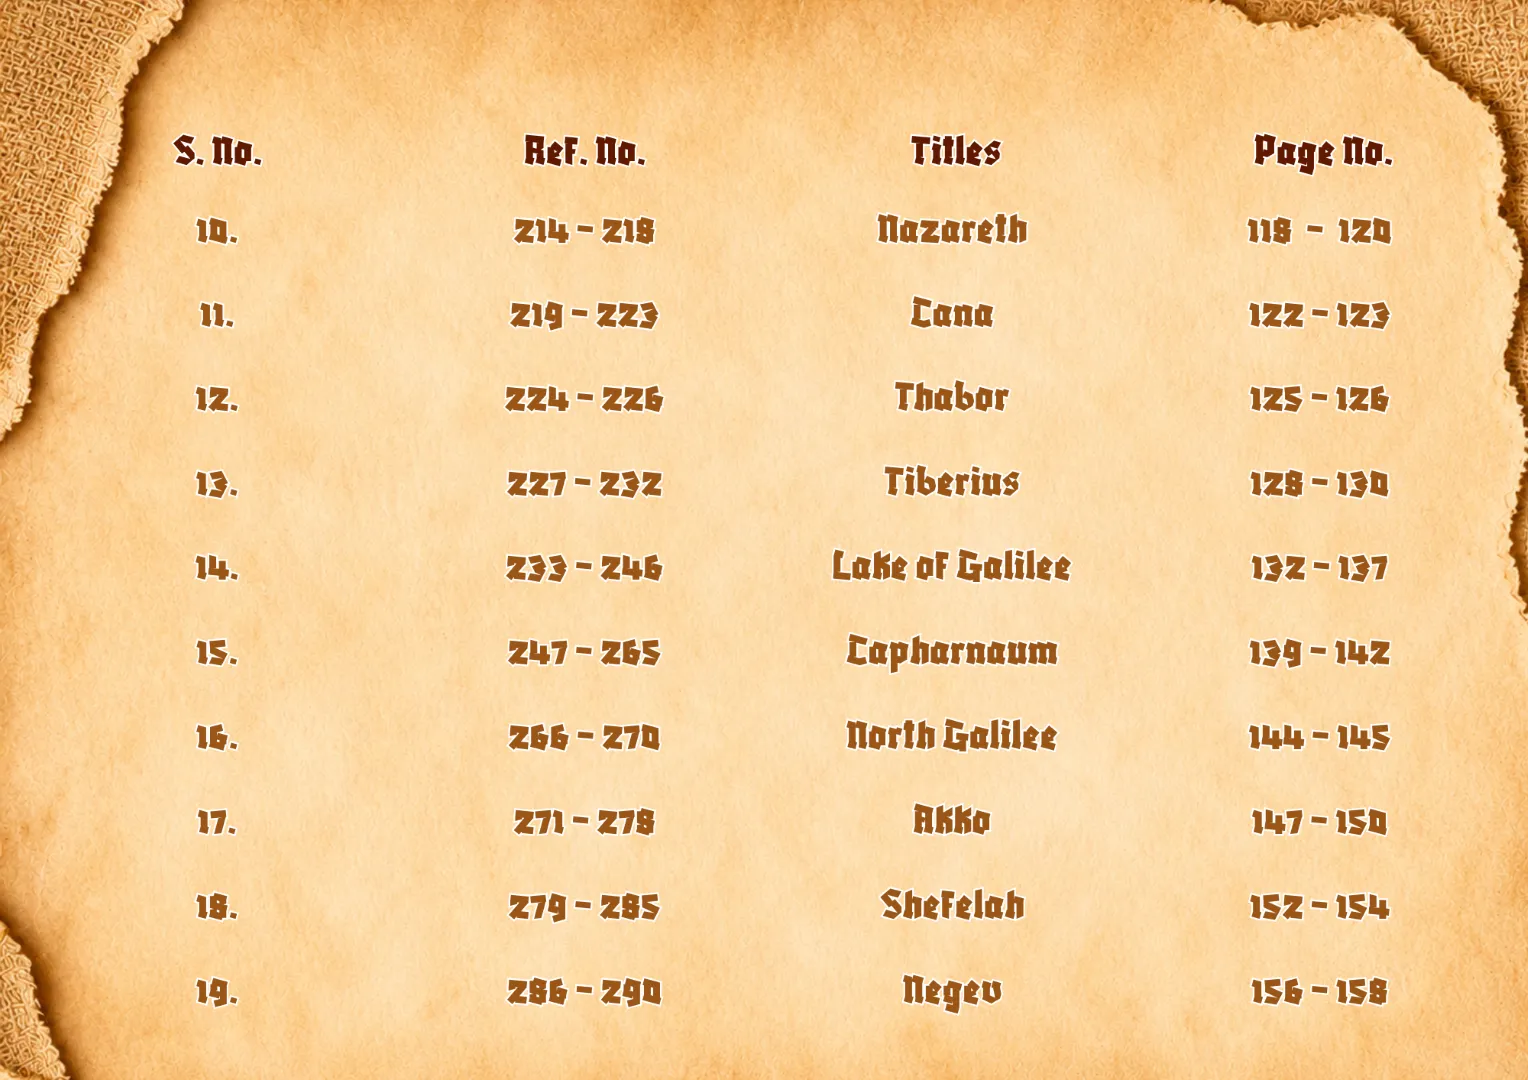 S. No. Ref. No. Titles Page No.
10. 214 – 218 Nazareth 118 – 120
11. 219 – 223 Cana 122 – 123
12. 224 – 226 Thabor 125 – 126
13. 227 – 232 Tiberius 128 – 130
14. 233 – 246 Lake of Galilee 132 – 137
15. 247 – 265 Capharnaum 139 – 142
16. 266 – 270 North Galilee 144 – 145
17. 271 – 278 Akko 147 – 150
18. 279 – 285 Shefelah 152 – 154
19. 286 – 290 Negev 156 – 158